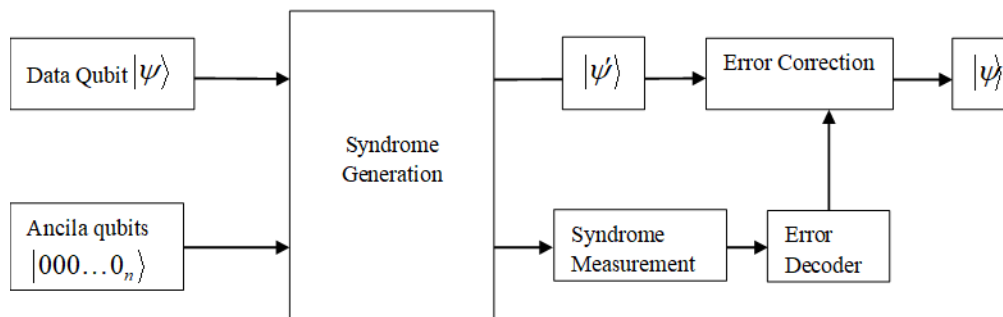 Data Qubit |ψ⟩
Syndrome
Generation
|ψ'⟩
Error Correction
|ψ⟩
Ancila qubits
|000…0ₙ⟩
Syndrome
Measurement
Error
Decoder